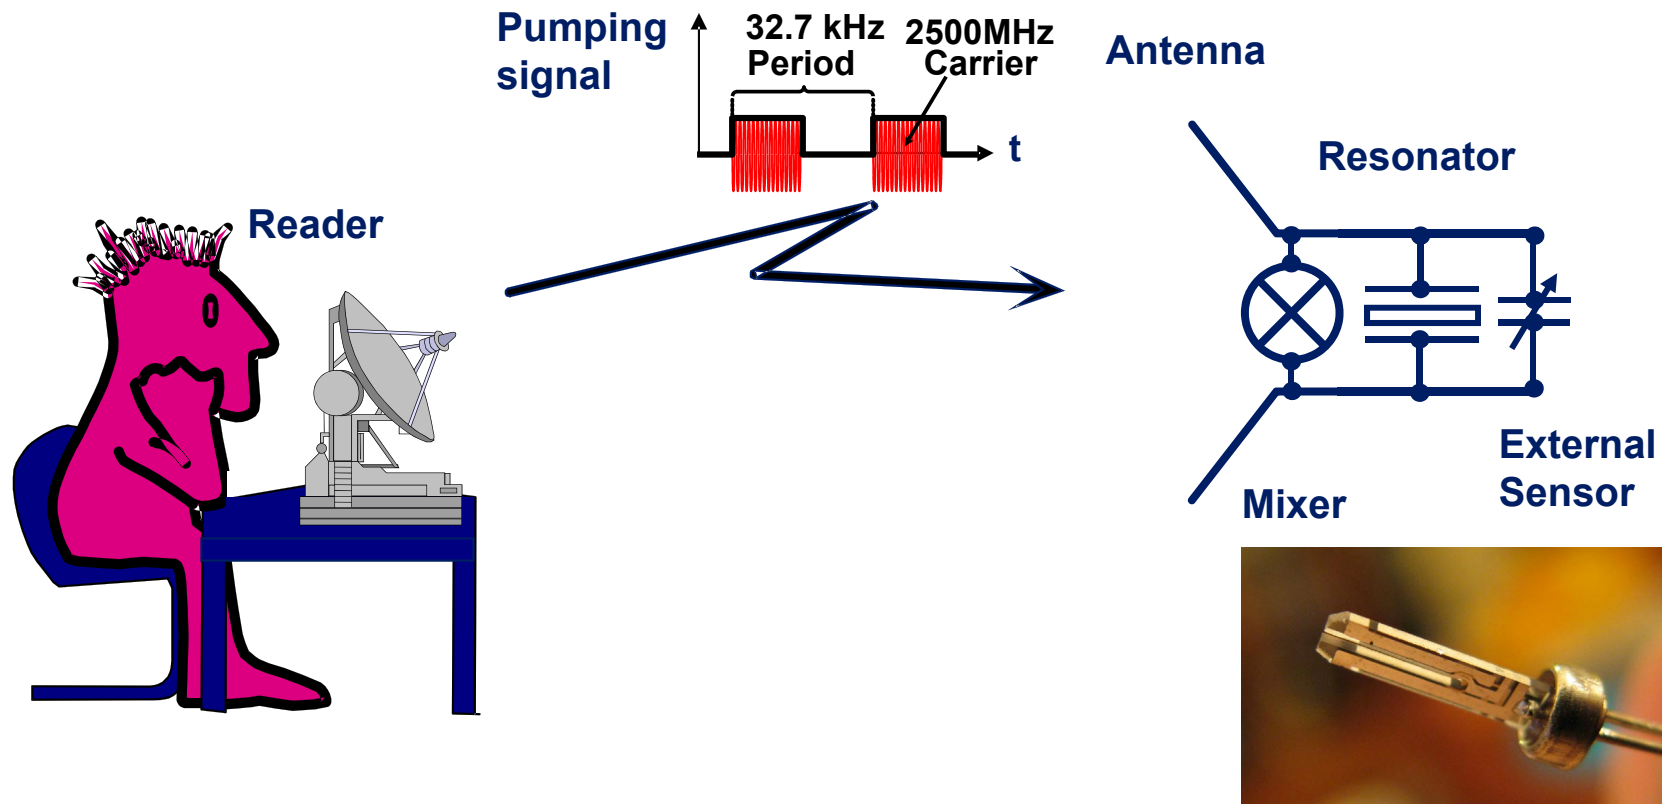 Pumping
signal
32.7 kHz
Period
2500MHz
Carrier
t
Antenna
Resonator
Reader
External
Sensor
Mixer